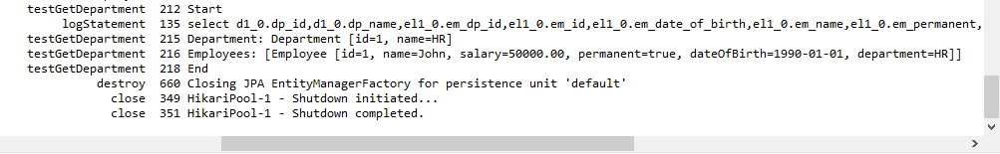 testGetDepartment 212 Start
logStatement 135 select d1_0.dp_id,d1_0.dp_name,el1_0.em_dp_id,el1_0.em_id,el1_0.em_date_of_birth,el1_0.em_name,el1_0.em_permanent,
testGetDepartment 215 Department: Department [id=1, name=HR]
testGetDepartment 216 Employees: [Employee [id=1, name=John, salary=50000.00, permanent=true, dateOfBirth=1990-01-01, department=HR]]
testGetDepartment 218 End
destroy 660 Closing JPA EntityManagerFactory for persistence unit 'default'
close 349 HikariPool-1 - Shutdown initiated...
close 351 HikariPool-1 - Shutdown completed.